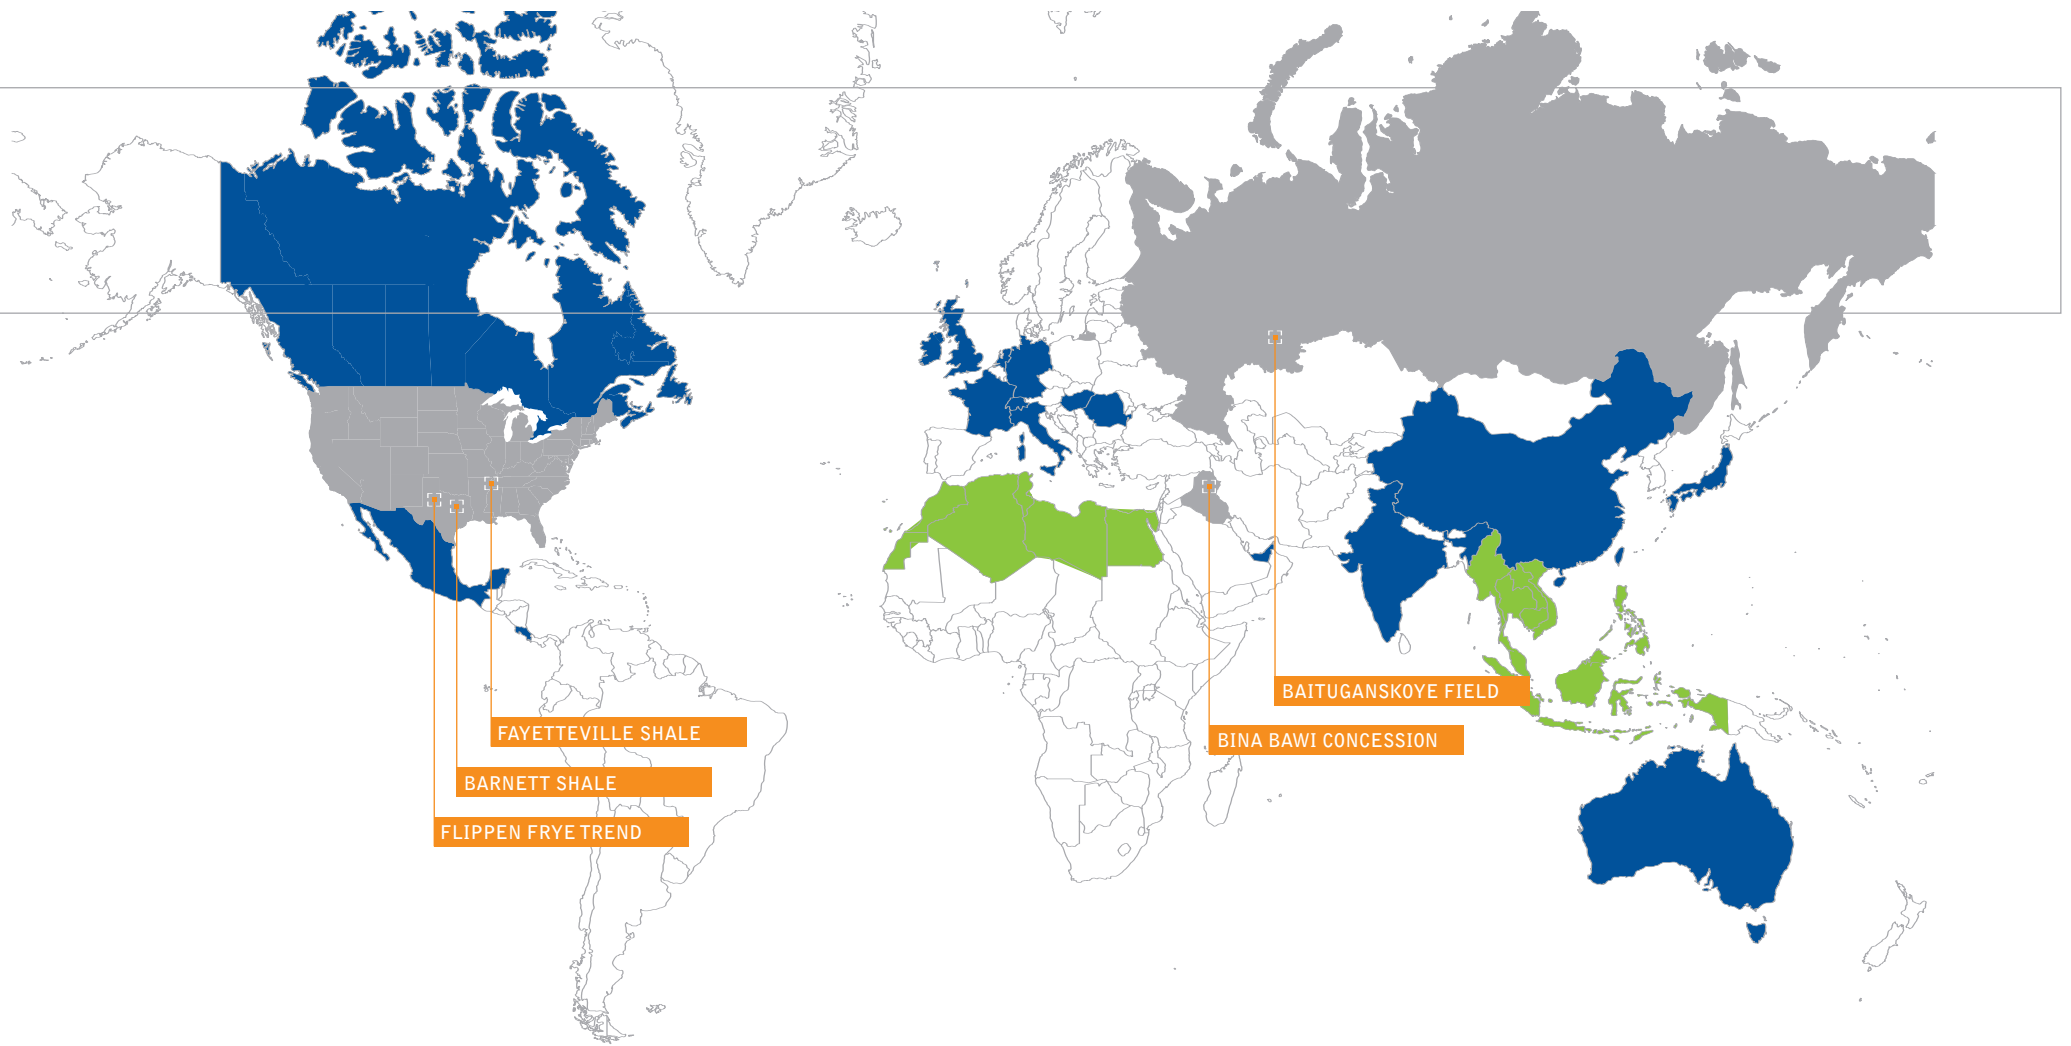 BAITUGANSKOYE FIELD
FAYETTEVILLE SHALE
BINA BAWI CONCESSION
BARNETT SHALE
FLIPPEN FRYE TREND